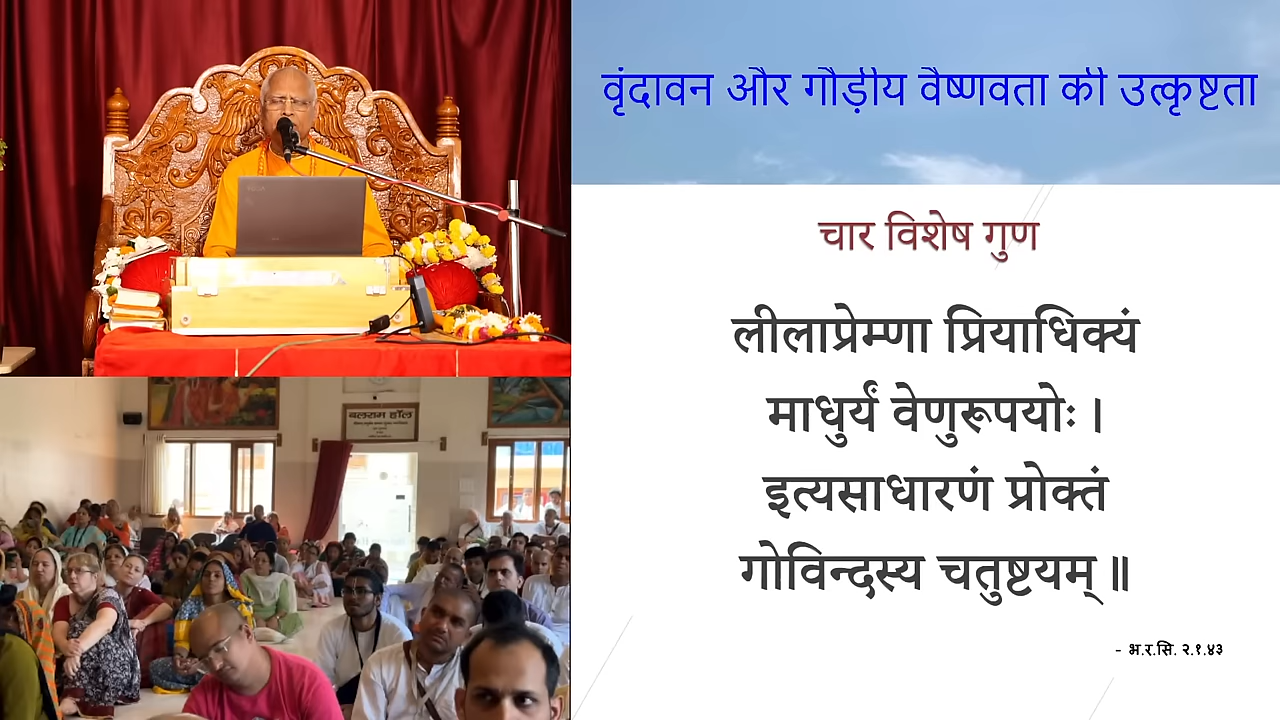 वृंदावन और गौड़ीय वैष्णवता की उत्कृष्टता
चार विशेष गुण
लीलाप्रेम्णा प्रियाधिक्यं
माधुर्यं वेणुरूपयोः ।
इत्यसाधारणं प्रोक्तं
गोविन्दस्य चतुष्टयम् ॥
- भ.र.सि. २.१.४३
बलराम हॉल